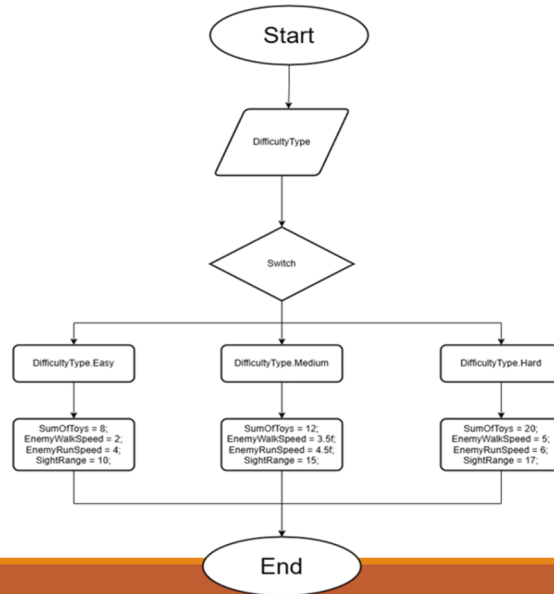 Start
DifficultyType
Switch
DifficultyType.Easy
DifficultyType.Medium
DifficultyType.Hard
SumOfToys = 8;
EnemyWalkSpeed = 2;
EnemyRunSpeed = 4;
SightRange = 10;
SumOfToys = 12;
EnemyWalkSpeed = 3.5f;
EnemyRunSpeed = 4.5f;
SightRange = 15;
SumOfToys = 20;
EnemyWalkSpeed = 5;
EnemyRunSpeed = 6;
SightRange = 17;
End